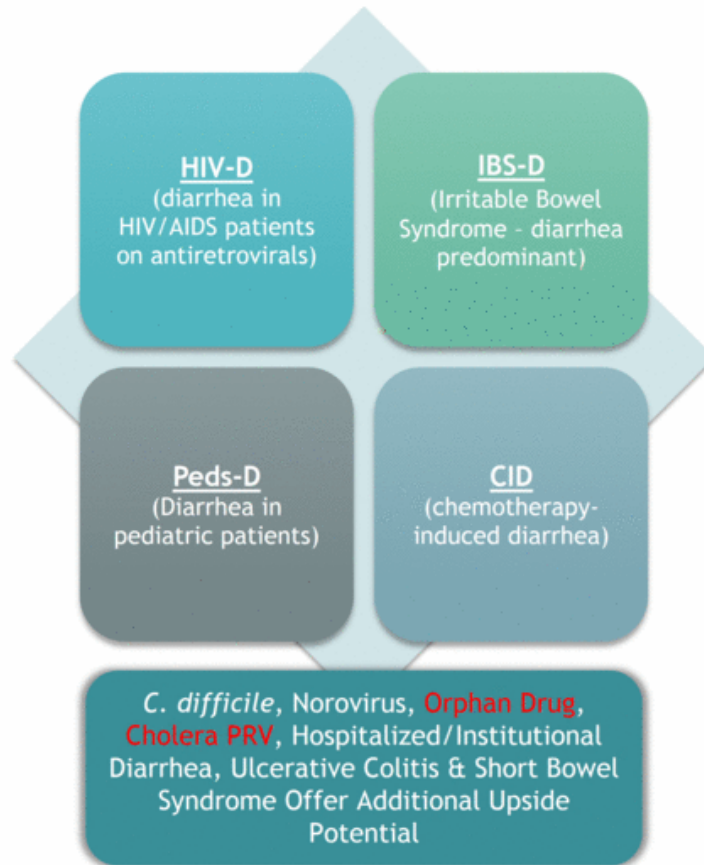 HIV-D
(diarrhea in
HIV/AIDS patients
on antiretrovirals)
IBS-D
(Irritable Bowel
Syndrome – diarrhea
predominant)
Peds-D
(Diarrhea in
pediatric patients)
CID
(chemotherapy-
induced diarrhea)
C. difficile, Norovirus, Orphan Drug,
Cholera PRV, Hospitalized/Institutional
Diarrhea, Ulcerative Colitis & Short Bowel
Syndrome Offer Additional Upside
Potential